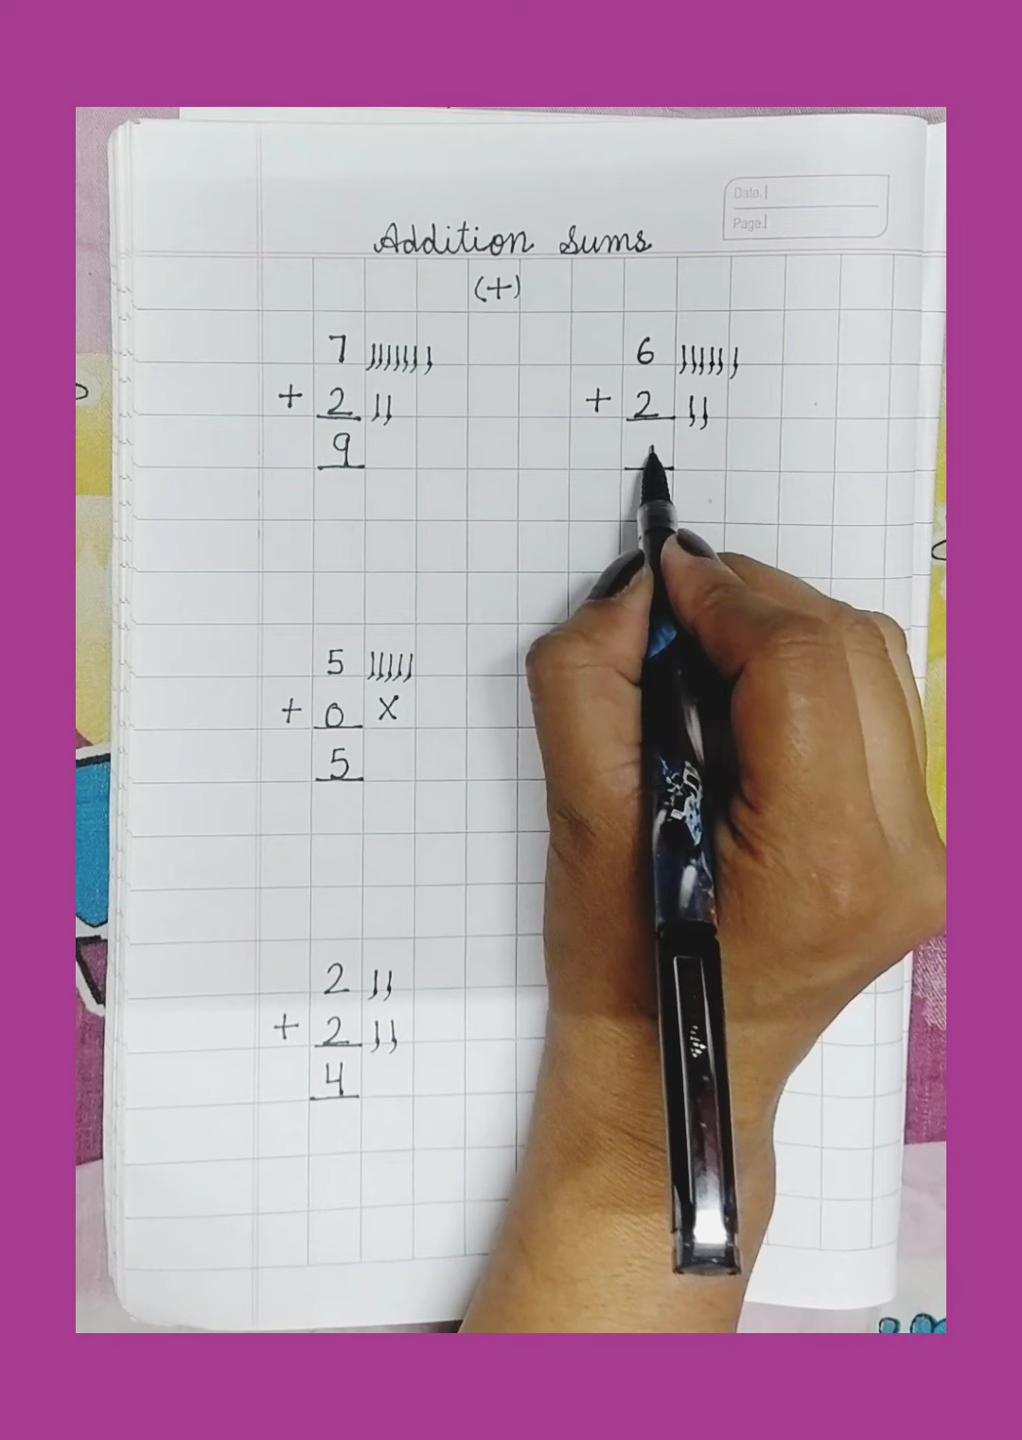 Date.
Page.
Addition Sums
(+)
7
+ 2
9
6
+ 2
5
+ 0 X
5
2
+ 2
4